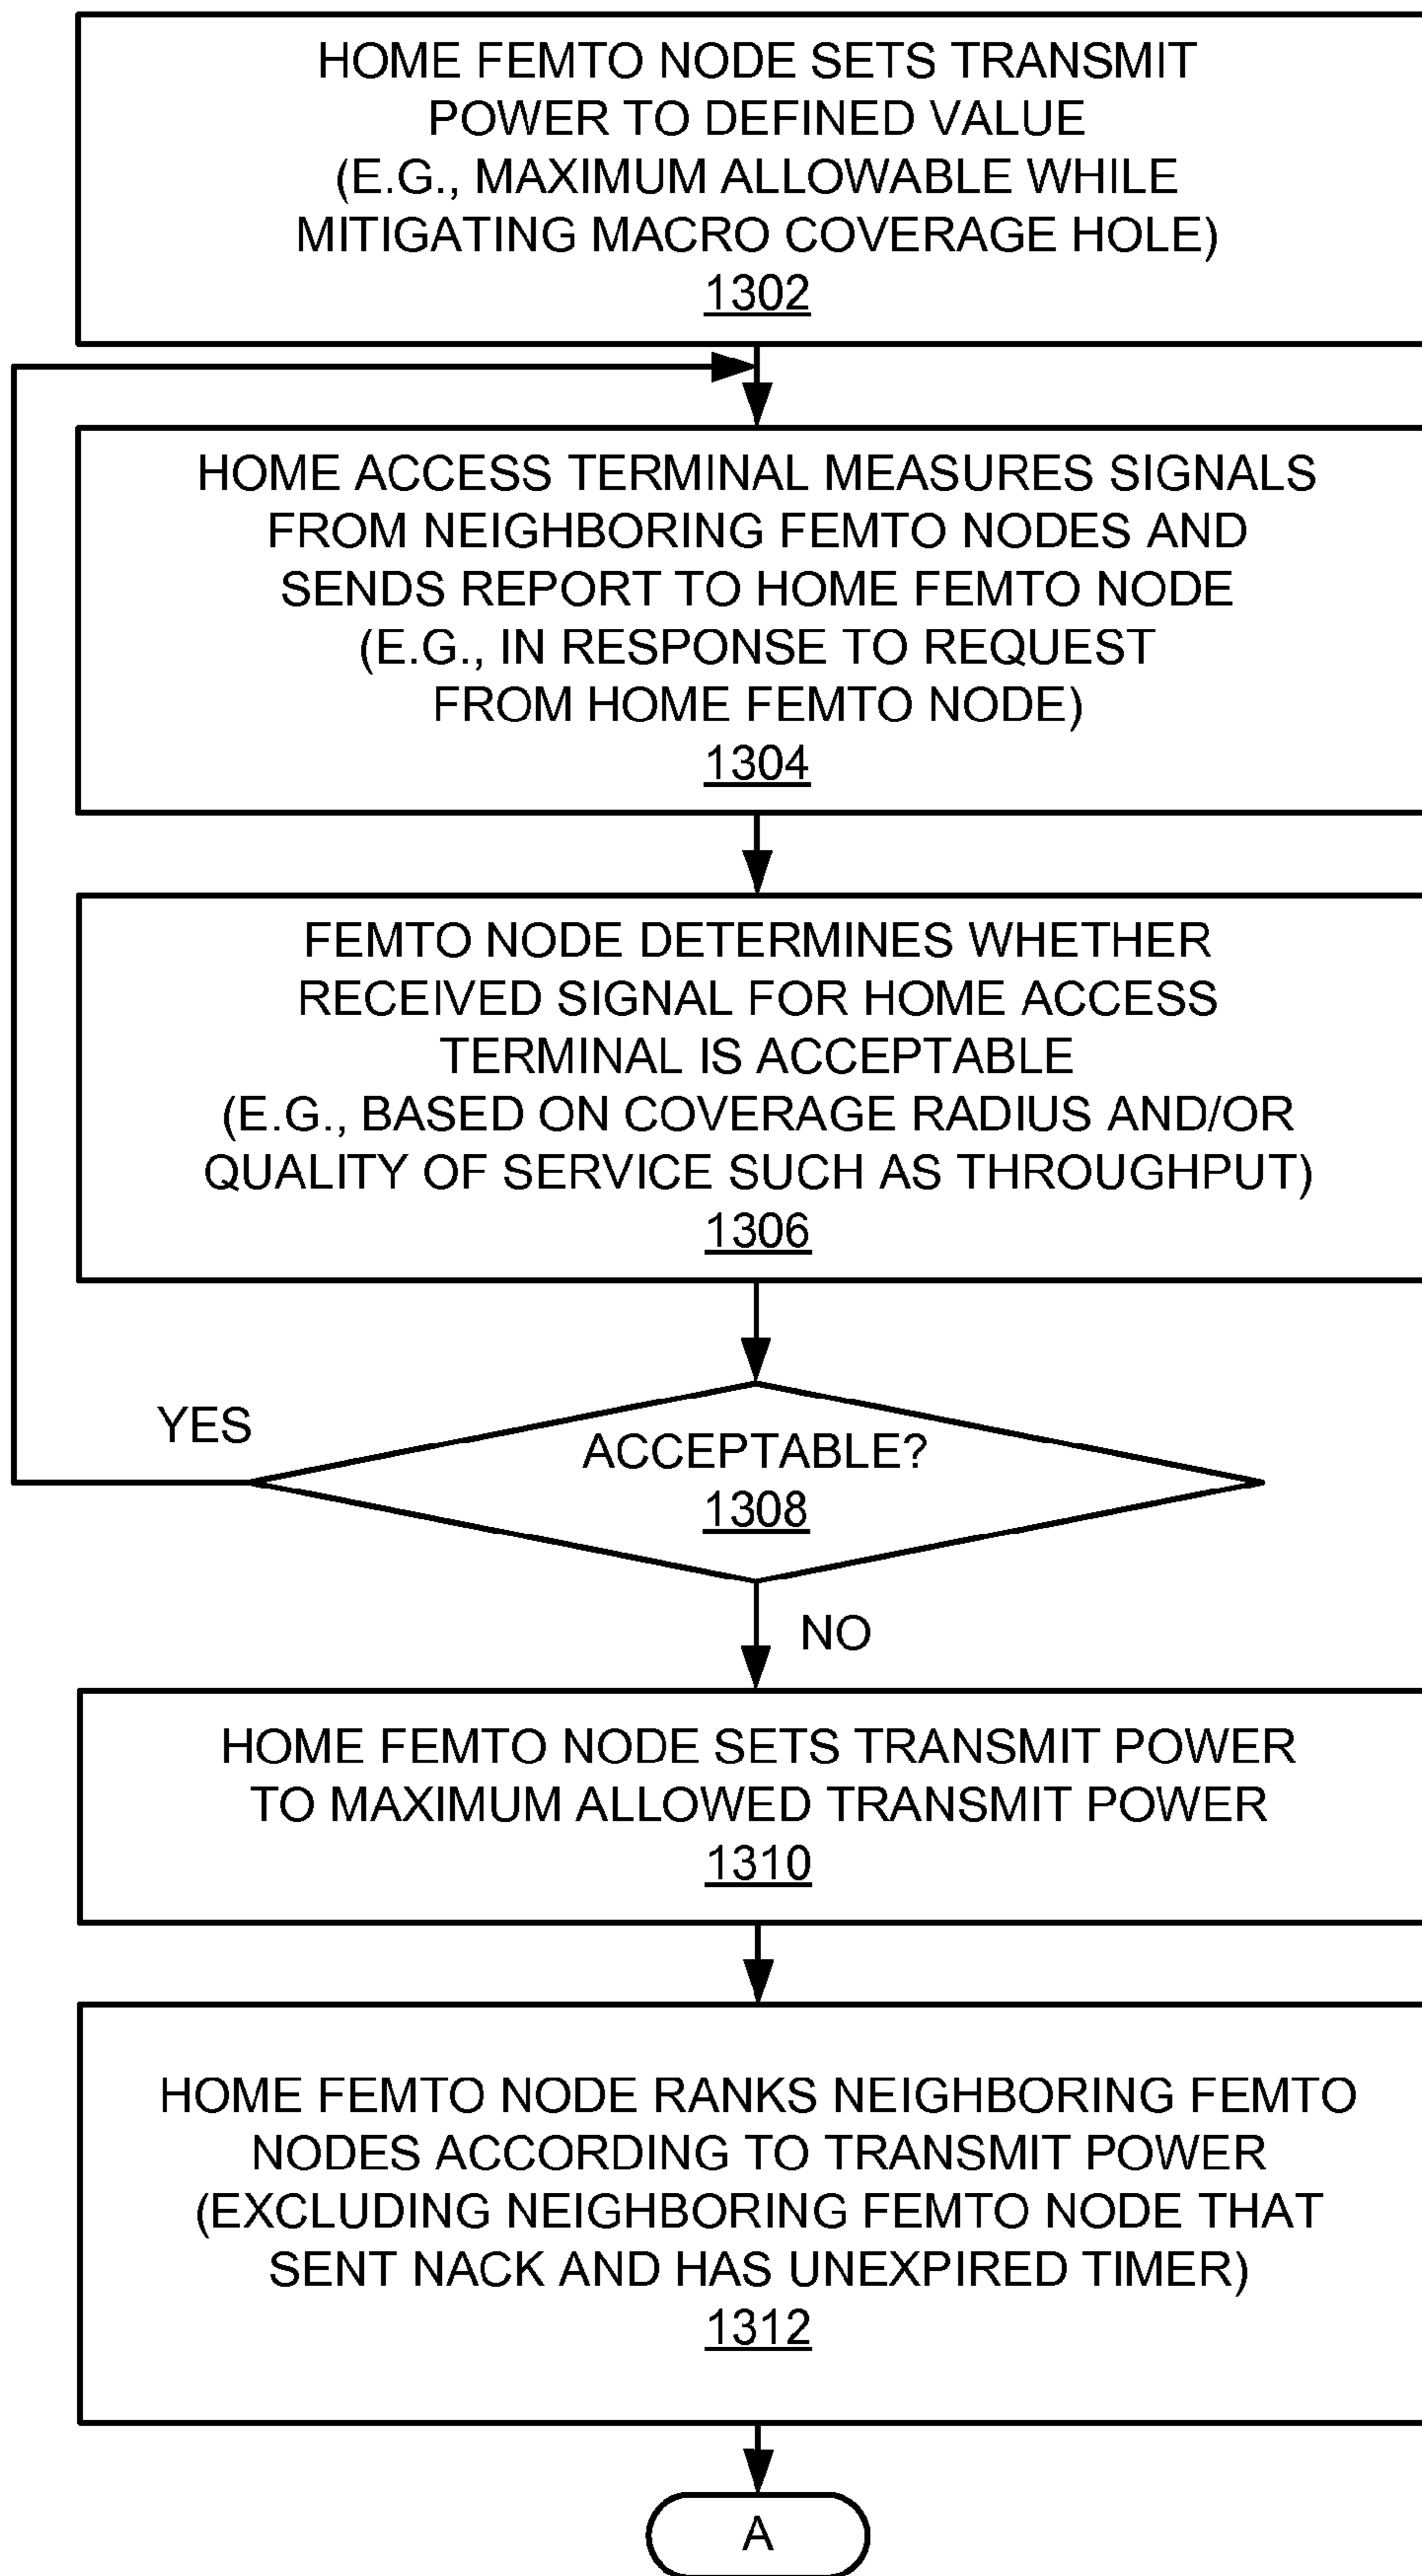 HOME FEMTO NODE SETS TRANSMIT
POWER TO DEFINED VALUE
(E.G., MAXIMUM ALLOWABLE WHILE
MITIGATING MACRO COVERAGE HOLE)
1302
HOME ACCESS TERMINAL MEASURES SIGNALS
FROM NEIGHBORING FEMTO NODES AND
SENDS REPORT TO HOME FEMTO NODE
(E.G., IN RESPONSE TO REQUEST
FROM HOME FEMTO NODE)
1304
FEMTO NODE DETERMINES WHETHER
RECEIVED SIGNAL FOR HOME ACCESS
TERMINAL IS ACCEPTABLE
(E.G., BASED ON COVERAGE RADIUS AND/OR
QUALITY OF SERVICE SUCH AS THROUGHPUT)
1306
YES
ACCEPTABLE?
1308
NO
HOME FEMTO NODE SETS TRANSMIT POWER
TO MAXIMUM ALLOWED TRANSMIT POWER
1310
HOME FEMTO NODE RANKS NEIGHBORING FEMTO
NODES ACCORDING TO TRANSMIT POWER
(EXCLUDING NEIGHBORING FEMTO NODE THAT
SENT NACK AND HAS UNEXPIRED TIMER)
1312
A